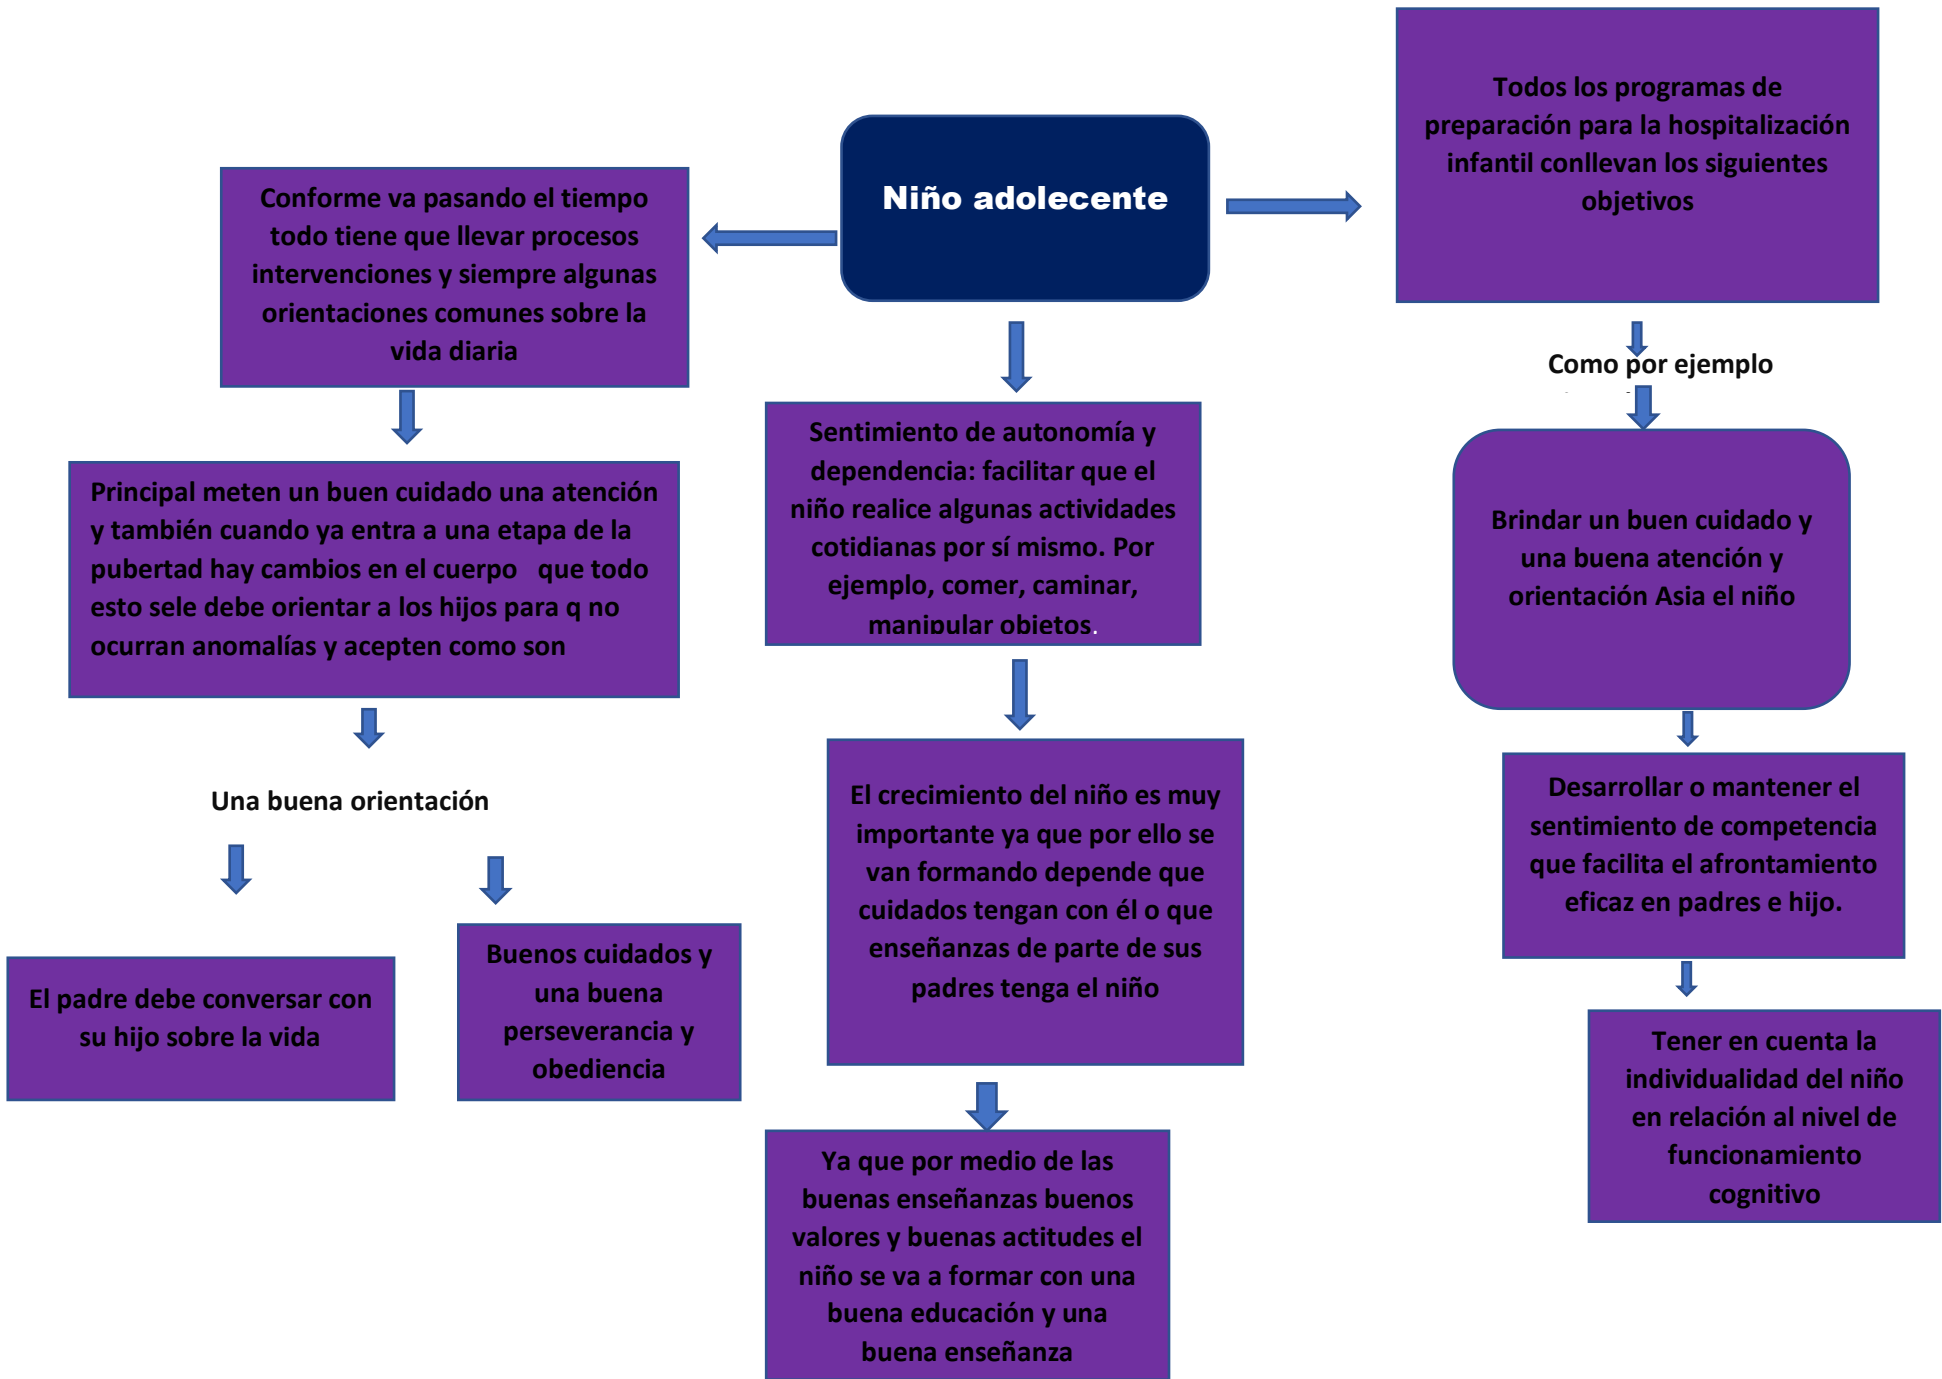 Niño adolecente
Conforme va pasando el tiempo
todo tiene que llevar procesos
intervenciones y siempre algunas
orientaciones comunes sobre la
vida diaria
Principal meten un buen cuidado una atención
y también cuando ya entra a una etapa de la
pubertad hay cambios en el cuerpo   que todo
esto sele debe orientar a los hijos para q no
ocurran anomalías y acepten como son
Una buena orientación
El padre debe conversar con
su hijo sobre la vida
Buenos cuidados y
una buena
perseverancia y
obediencia
Sentimiento de autonomía y
dependencia: facilitar que el
niño realice algunas actividades
cotidianas por sí mismo. Por
ejemplo, comer, caminar,
manipular objetos.
El crecimiento del niño es muy
importante ya que por ello se
van formando depende que
cuidados tengan con él o que
enseñanzas de parte de sus
padres tenga el niño
Ya que por medio de las
buenas enseñanzas buenos
valores y buenas actitudes el
niño se va a formar con una
buena educación y una
buena enseñanza
Todos los programas de
preparación para la hospitalización
infantil conllevan los siguientes
objetivos
Como por ejemplo
Brindar un buen cuidado y
una buena atención y
orientación Asia el niño
Desarrollar o mantener el
sentimiento de competencia
que facilita el afrontamiento
eficaz en padres e hijo.
Tener en cuenta la
individualidad del niño
en relación al nivel de
funcionamiento
cognitivo